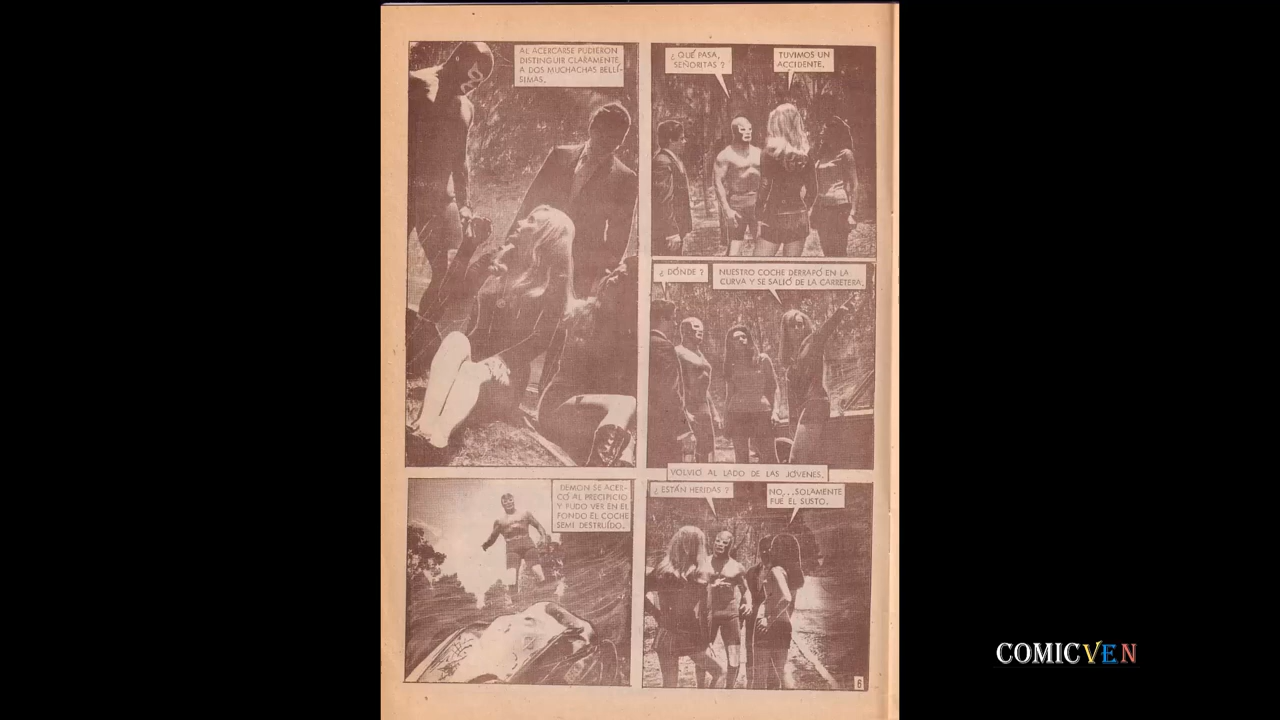 AL ACERCARSE PUDIERON
DISTINGUIR CLARAMENTE
A DOS MUCHACHAS BELLÍ-
SIMAS.
¿QUÉ PASA,
SEÑORITAS?
TUVIMOS UN
ACCIDENTE.
¿DÓNDE?
NUESTRO COCHE DERRAPÓ EN LA
CURVA Y SE SALIÓ DE LA CARRETERA.
DEMON SE ACER-
CÓ AL PRECIPICIO
Y PUDO VER EN EL
FONDO EL COCHE
SEMI DESTRUÍDO.
VOLVIÓ AL LADO DE LAS JÓVENES.
¿ESTÁN HERIDAS?
NO,...SOLAMENTE
FUE EL SUSTO.
6
COMICVEN